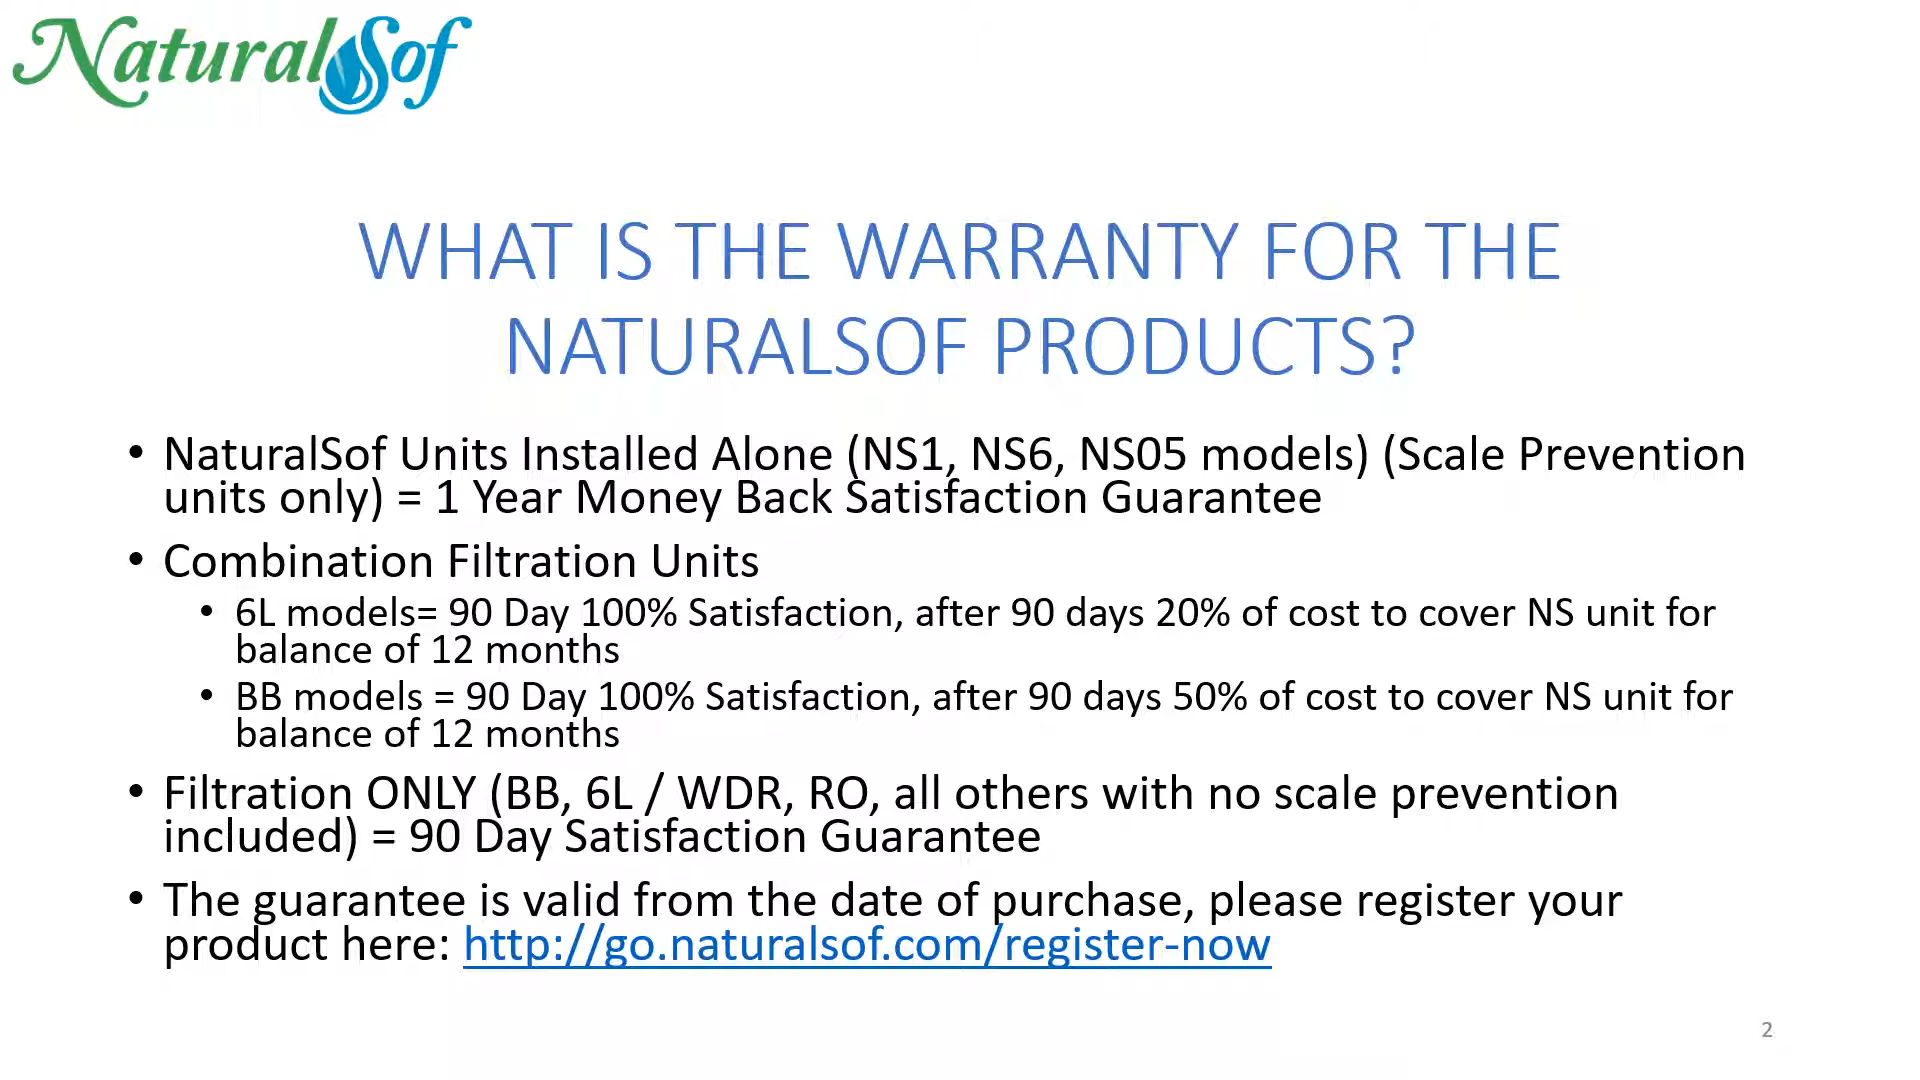 NaturalSof
WHAT IS THE WARRANTY FOR THE
NATURALSOF PRODUCTS?
• NaturalSof Units Installed Alone (NS1, NS6, NS05 models) (Scale Prevention
units only) = 1 Year Money Back Satisfaction Guarantee
• Combination Filtration Units
• 6L models= 90 Day 100% Satisfaction, after 90 days 20% of cost to cover NS unit for
balance of 12 months
• BB models = 90 Day 100% Satisfaction, after 90 days 50% of cost to cover NS unit for
balance of 12 months
• Filtration ONLY (BB, 6L / WDR, RO, all others with no scale prevention
included) = 90 Day Satisfaction Guarantee
• The guarantee is valid from the date of purchase, please register your
product here: http://go.naturalsof.com/register-now
2